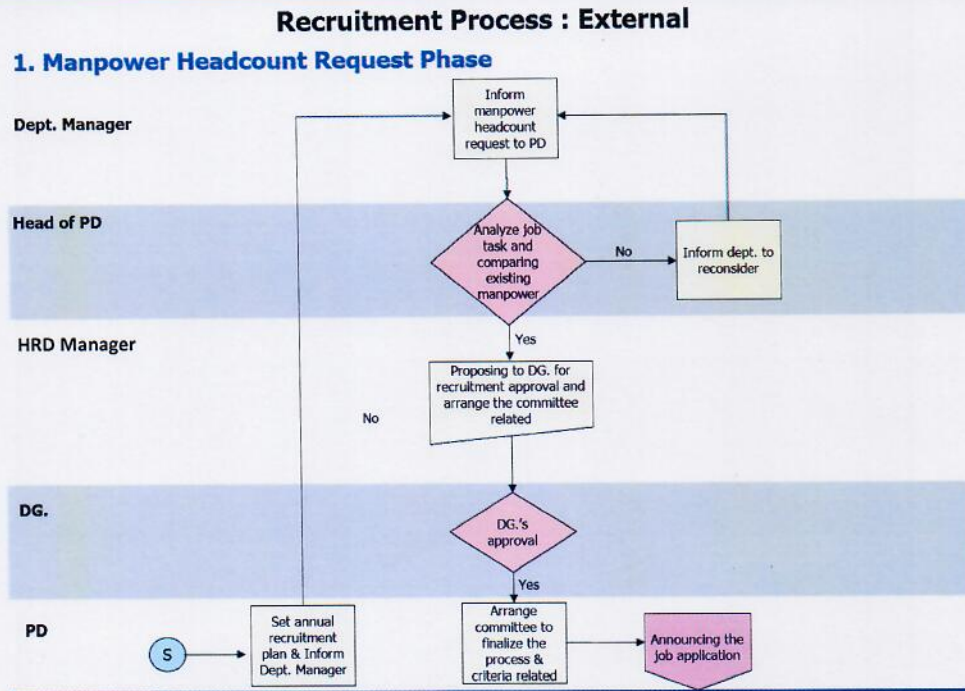 Recruitment Process : External
1. Manpower Headcount Request Phase
Dept. Manager
Inform
manpower
headcount
request to PD
Head of PD
Analyze job
task and
comparing
existing
manpower
No
Inform dept. to
reconsider
Yes
HRD Manager
Proposing to DG. for
recruitment approval and
arrange the committee
related
No
DG.
DG.'s
approval
Yes
PD
S
Set annual
recruitment
plan & Inform
Dept. Manager
Arrange
committee to
finalize the
process &
criteria related
Announcing the
job application